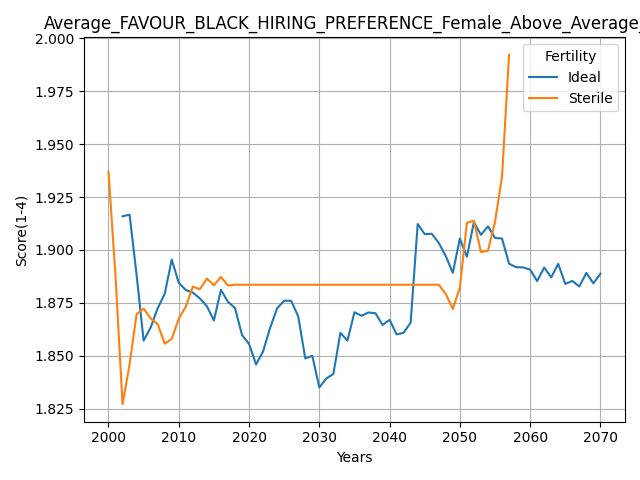 Average_FAVOUR_BLACK_HIRING_PREFERENCE_Female_Above_Average_
2.000
1.975
1.950
1.925
1.900
1.875
1.850
1.825
Score(1-4)
Fertility
Ideal
Sterile
2000 2010 2020 2030 2040 2050 2060 2070
Years